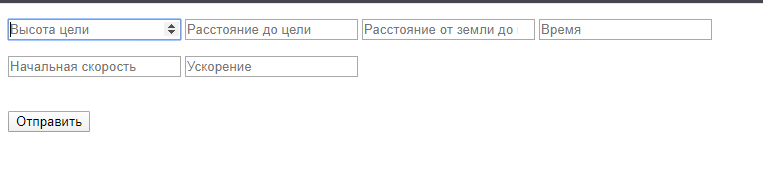 Высота цели Расстояние до цели Расстояние от земли до Время
Начальная скорость Ускорение
Отправить